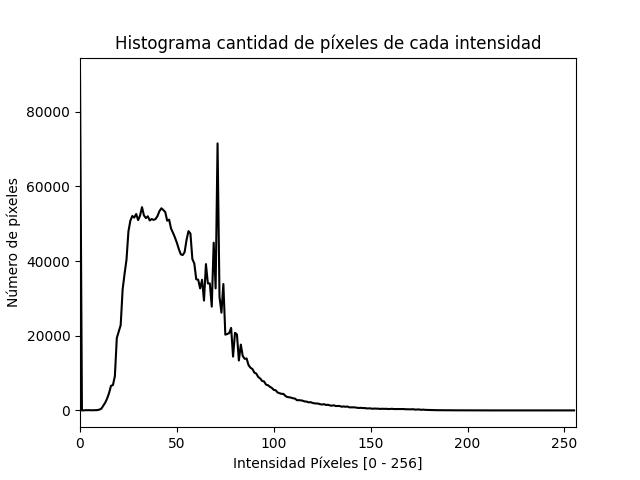 Histograma cantidad de píxeles de cada intensidad
Número de píxeles
80000
60000
40000
20000
0
0 50 100 150 200 250
Intensidad Píxeles [0 - 256]